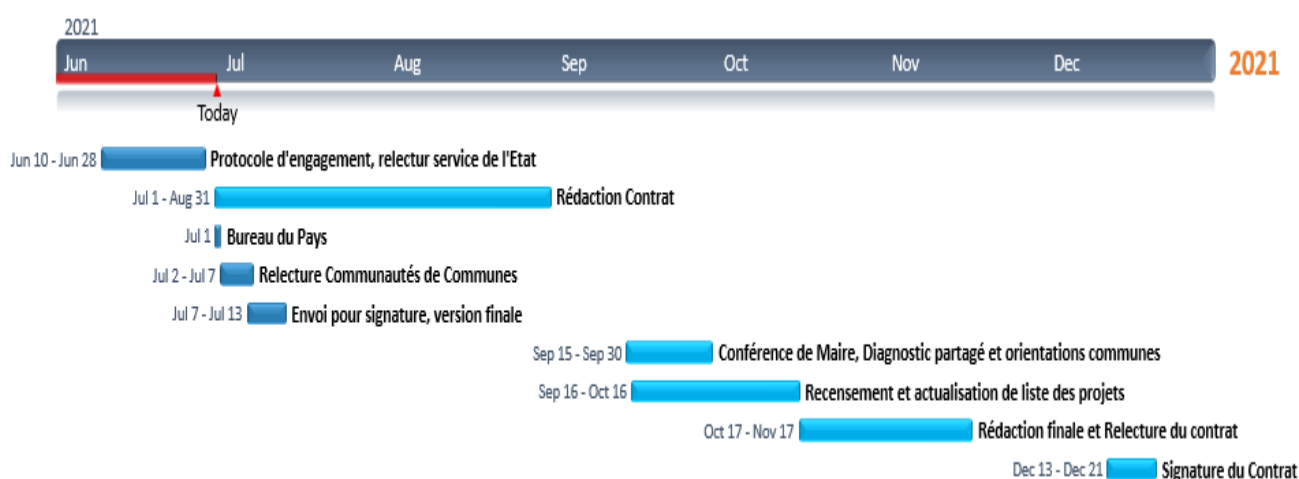 2021
Jun Jul Aug Sep Oct Nov Dec 2021
Today
Jun 10 - Jun 28 Protocole d'engagement, relectur service de l'Etat
Jul 1 - Aug 31 Rédaction Contrat
Jul 1 Bureau du Pays
Jul 2 - Jul 7 Relecture Communautés de Communes
Jul 7 - Jul 13 Envoi pour signature, version finale
Sep 15 - Sep 30 Conférence de Maire, Diagnostic partagé et orientations communes
Sep 16 - Oct 16 Recensement et actualisation de liste des projets
Oct 17 - Nov 17 Rédaction finale et Relecture du contrat
Dec 13 - Dec 21 Signature du Contrat